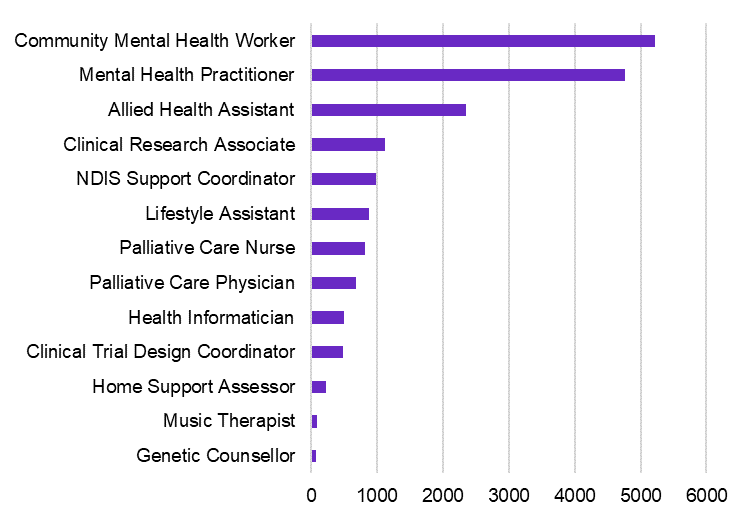 Community Mental Health Worker
Mental Health Practitioner
Allied Health Assistant
Clinical Research Associate
NDIS Support Coordinator
Lifestyle Assistant
Palliative Care Nurse
Palliative Care Physician
Health Informatician
Clinical Trial Design Coordinator
Home Support Assessor
Music Therapist
Genetic Counsellor
0 1000 2000 3000 4000 5000 6000